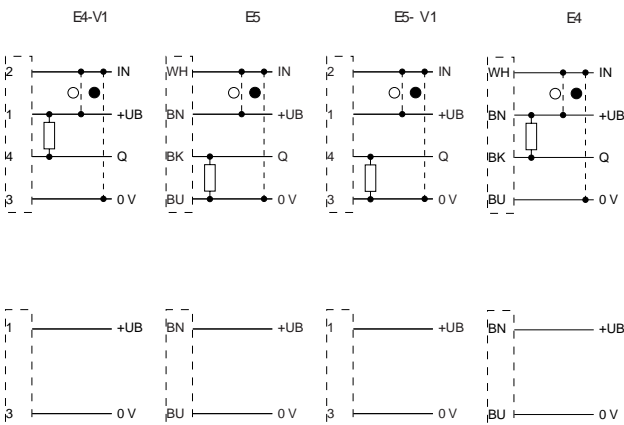 E4-V1 E5 E5- V1 E4
2 IN WH IN 2 IN WH IN
1 +UB BN +UB 1 +UB BN +UB
4 Q BK Q 4 Q BK Q
3 0 V BU 0 V 3 0 V BU 0 V
1 +UB BN +UB 1 +UB BN +UB
3 0 V BU 0 V 3 0 V BU 0 V